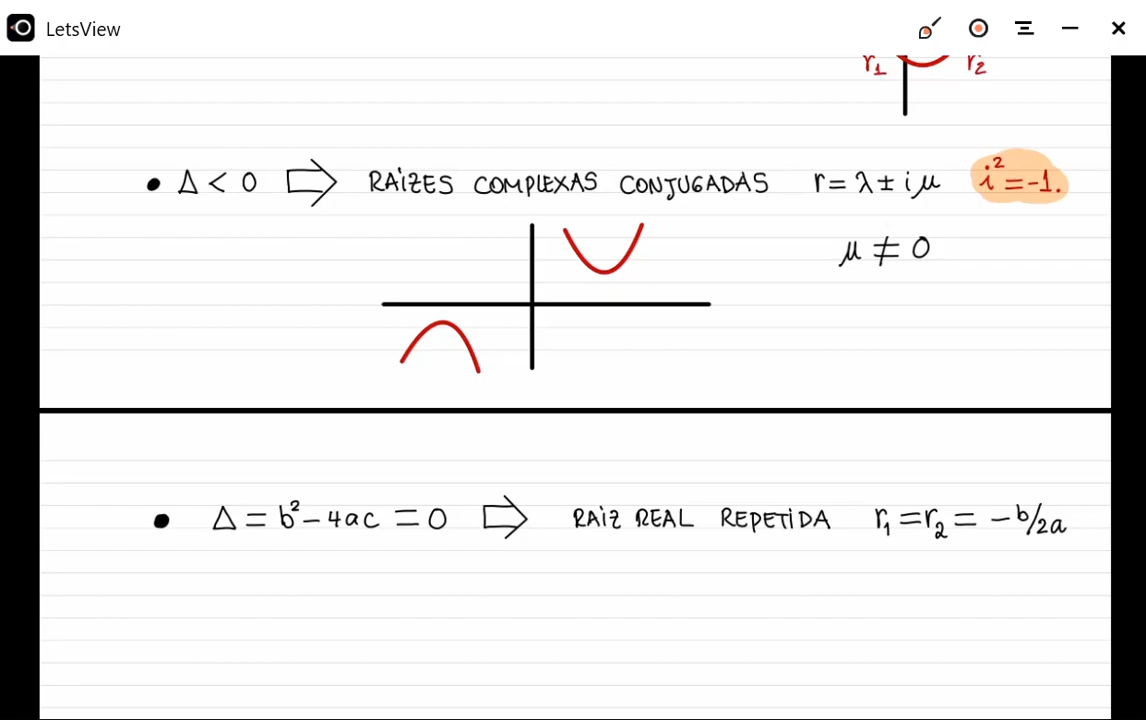 LetsView
r₁ r₂
• Δ < 0 ⇒ RAÍZES COMPLEXAS CONJUGADAS r = λ ± iμ i² = -1.
μ ≠ 0
• Δ = b² - 4ac = 0 ⇒ RAIZ REAL REPETIDA r₁ = r₂ = -b/2a